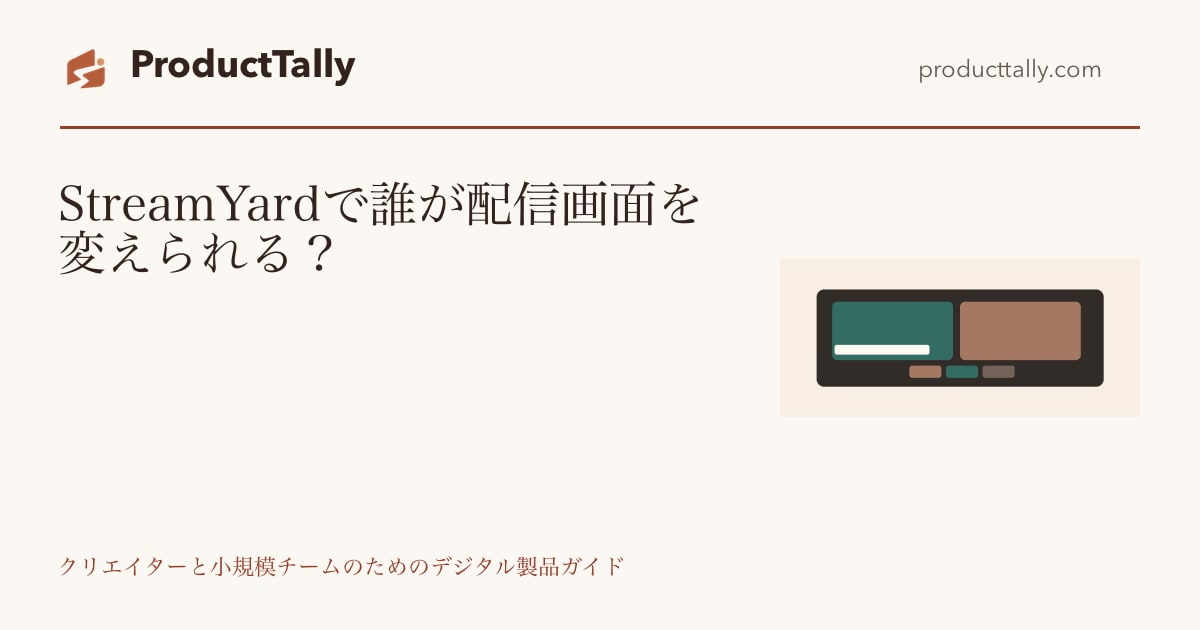 ProductTally
producttally.com
StreamYardで誰が配信画面を
変えられる？
クリエイターと小規模チームのためのデジタル製品ガイド